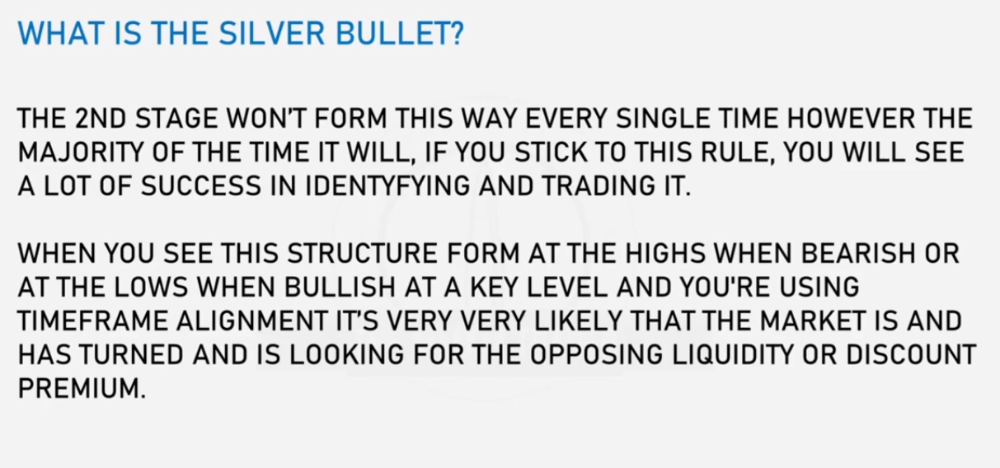 WHAT IS THE SILVER BULLET?
THE 2ND STAGE WON'T FORM THIS WAY EVERY SINGLE TIME HOWEVER THE
MAJORITY OF THE TIME IT WILL, IF YOU STICK TO THIS RULE, YOU WILL SEE
A LOT OF SUCCESS IN IDENTYFYING AND TRADING IT.
WHEN YOU SEE THIS STRUCTURE FORM AT THE HIGHS WHEN BEARISH OR
AT THE LOWS WHEN BULLISH AT A KEY LEVEL AND YOU'RE USING
TIMEFRAME ALIGNMENT IT'S VERY VERY LIKELY THAT THE MARKET IS AND
HAS TURNED AND IS LOOKING FOR THE OPPOSING LIQUIDITY OR DISCOUNT
PREMIUM.